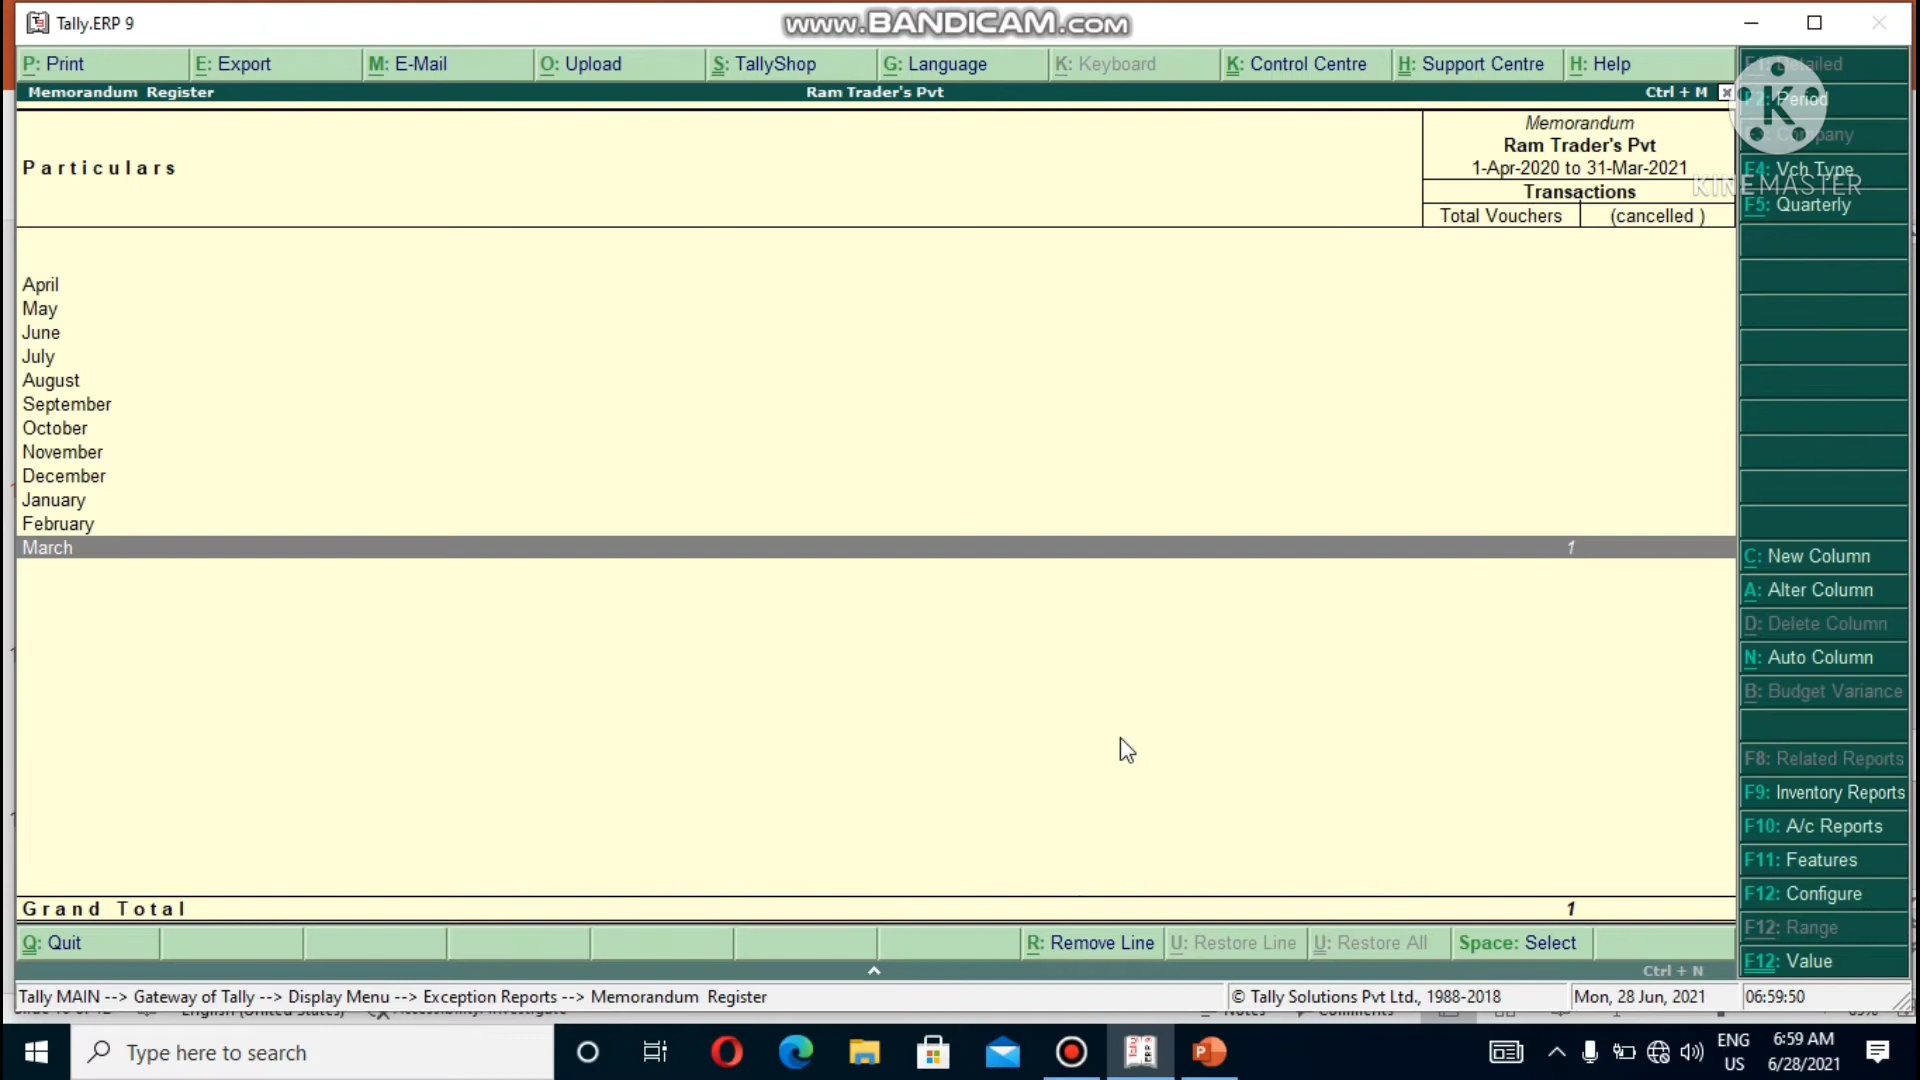 Tally.ERP 9
www.BANDICAM.com
P: Print
E: Export
M: E-Mail
O: Upload
S: TallyShop
G: Language
K: Keyboard
K: Control Centre
H: Support Centre
H: Help
Memorandum Register
Ram Trader's Pvt
Ctrl + M
Particulars
Memorandum
Ram Trader's Pvt
1-Apr-2020 to 31-Mar-2021
Transactions
Total Vouchers
(cancelled )
April
May
June
July
August
September
October
November
December
January
February
March 1
Grand Total 1
F1: Detailed
F2: Period
F3: Company
F4: Vch Type
KINEMASTER
F5: Quarterly
C: New Column
A: Alter Column
D: Delete Column
N: Auto Column
B: Budget Variance
F8: Related Reports
F9: Inventory Reports
F10: A/c Reports
F11: Features
F12: Configure
F12: Range
F12: Value
Q: Quit
R: Remove Line
U: Restore Line
U: Restore All
Space: Select
Ctrl + N
Tally MAIN --> Gateway of Tally --> Display Menu --> Exception Reports --> Memorandum Register
© Tally Solutions Pvt Ltd., 1988-2018
Mon, 28 Jun, 2021
06:59:50
Type here to search
ENG
US
6:59 AM
6/28/2021